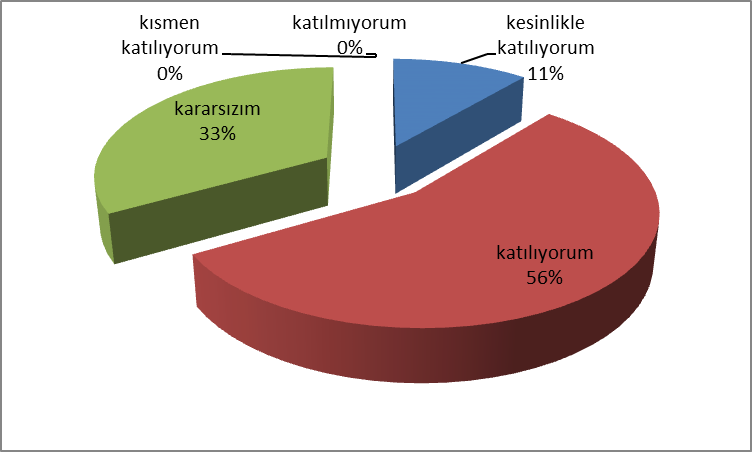 kısmen
katılıyorum
0%
katılmıyorum
0%
kesinlikle
katılıyorum
11%
kararsızım
33%
katılıyorum
56%